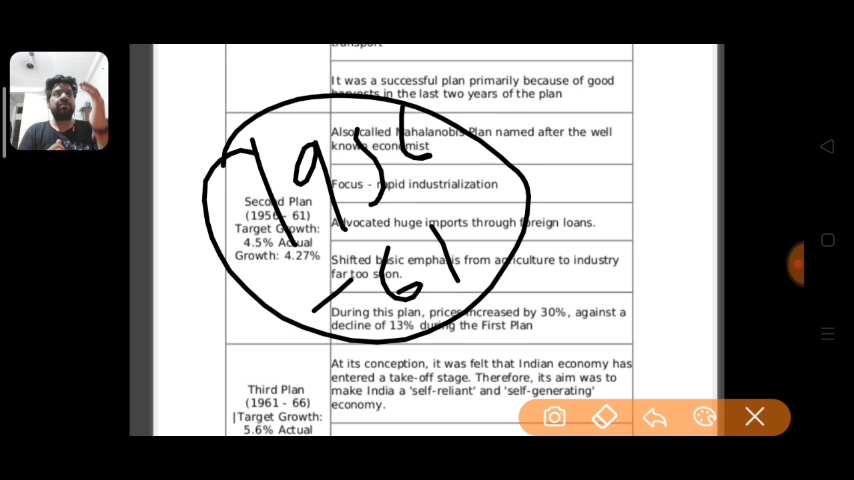 transport
It was a successful plan primarily because of good
harvests in the last two years of the plan
Also called Mahalanobis Plan named after the well
known economist
Focus - rapid industrialization
Second Plan
(1956 - 61)
Target Growth:
4.5% Actual
Growth: 4.27%
Advocated huge imports through foreign loans.
Shifted basic emphasis from agriculture to industry
far too soon.
During this plan, prices increased by 30%, against a
decline of 13% during the First Plan
1956
- 61
Third Plan
(1961 - 66)
|Target Growth:
5.6% Actual
At its conception, it was felt that Indian economy has
entered a take-off stage. Therefore, its aim was to
make India a 'self-reliant' and 'self-generating'
economy.